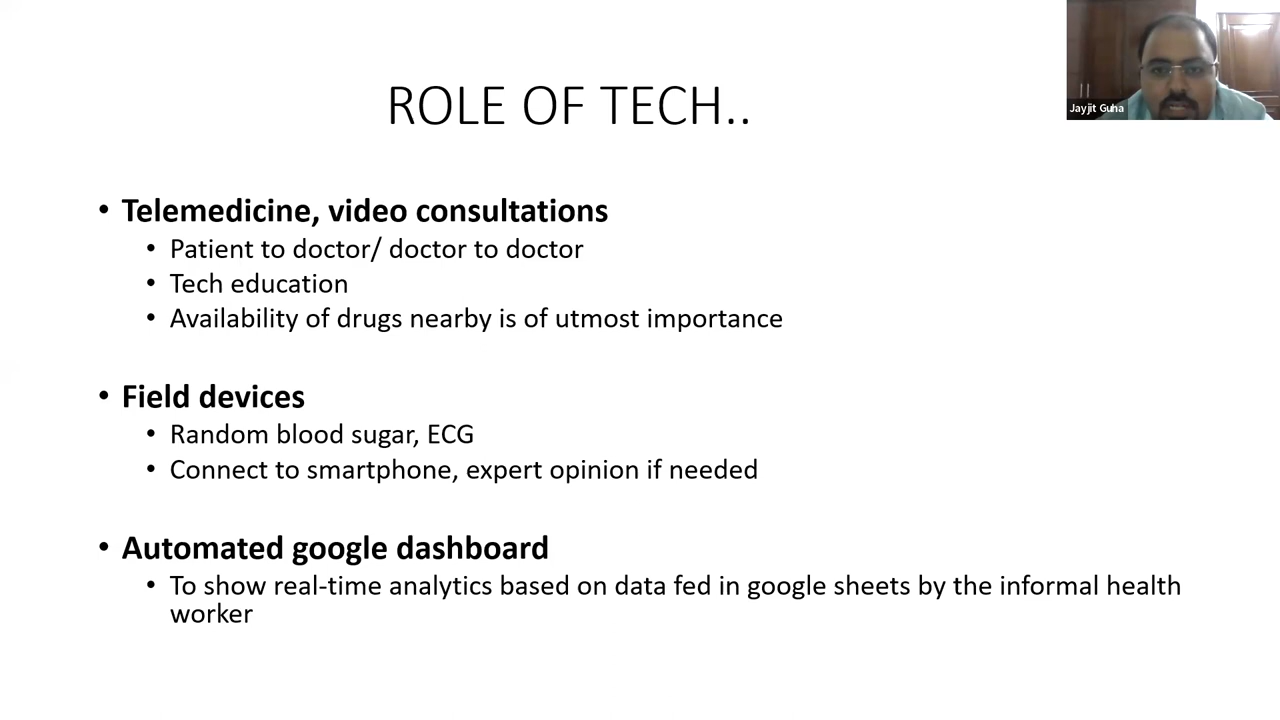 ROLE OF TECH..
Jayjit Guha
• Telemedicine, video consultations
• Patient to doctor/ doctor to doctor
• Tech education
• Availability of drugs nearby is of utmost importance
• Field devices
• Random blood sugar, ECG
• Connect to smartphone, expert opinion if needed
• Automated google dashboard
• To show real-time analytics based on data fed in google sheets by the informal health
worker